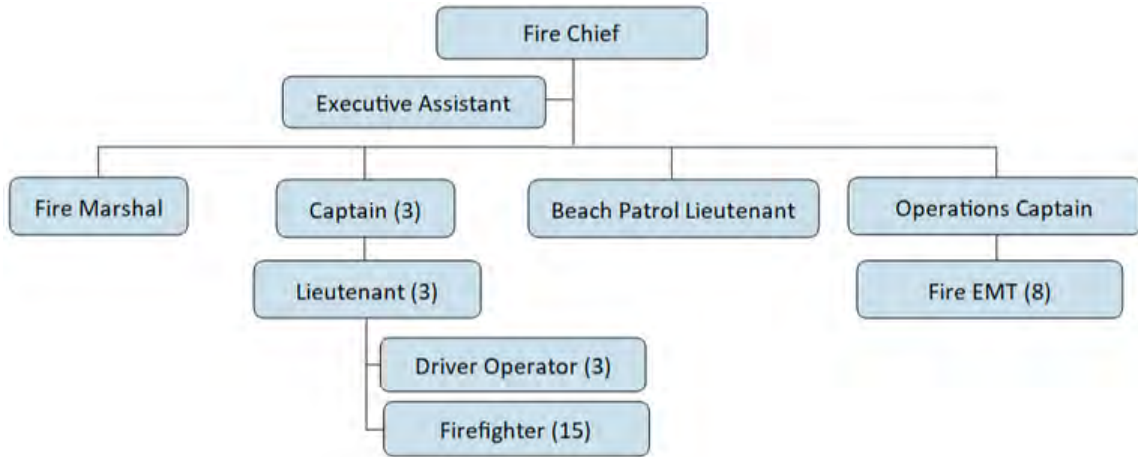 Fire Chief
Executive Assistant
Fire Marshal
Captain (3)
Beach Patrol Lieutenant
Operations Captain
Lieutenant (3)
Fire EMT (8)
Driver Operator (3)
Firefighter (15)